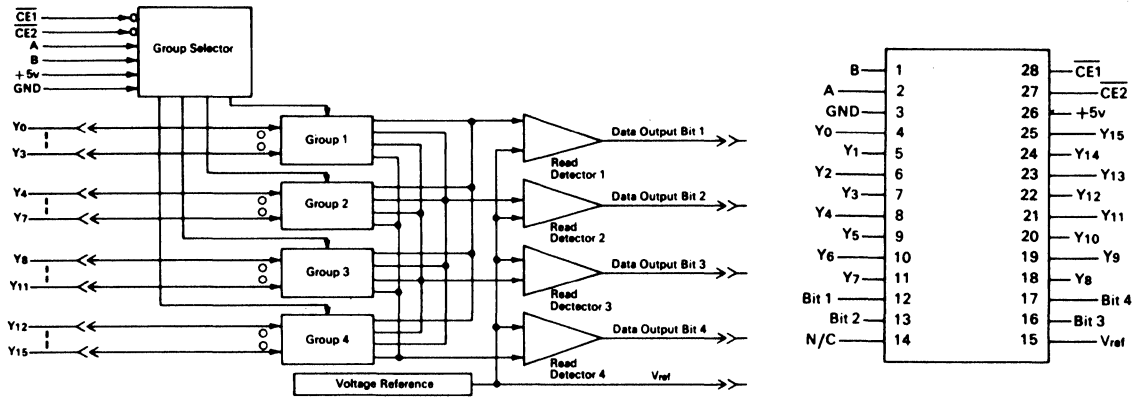 CE1
CE2
A
B
+5v
GND
Group Selector
Y0
Y3
Group 1
Read
Detector 1
Data Output Bit 1
Y4
Y7
Group 2
Read
Detector 2
Data Output Bit 2
Y8
Y11
Group 3
Read
Dectector 3
Data Output Bit 3
Y12
Y15
Group 4
Read
Detector 4
Data Output Bit 4
Voltage Reference
Vref
B 1 28 CE1
A 2 27 CE2
GND 3 26 +5v
Y0 4 25 Y15
Y1 5 24 Y14
Y2 6 23 Y13
Y3 7 22 Y12
Y4 8 21 Y11
Y5 9 20 Y10
Y6 10 19 Y9
Y7 11 18 Y8
Bit 1 12 17 Bit 4
Bit 2 13 16 Bit 3
N/C 14 15 Vref